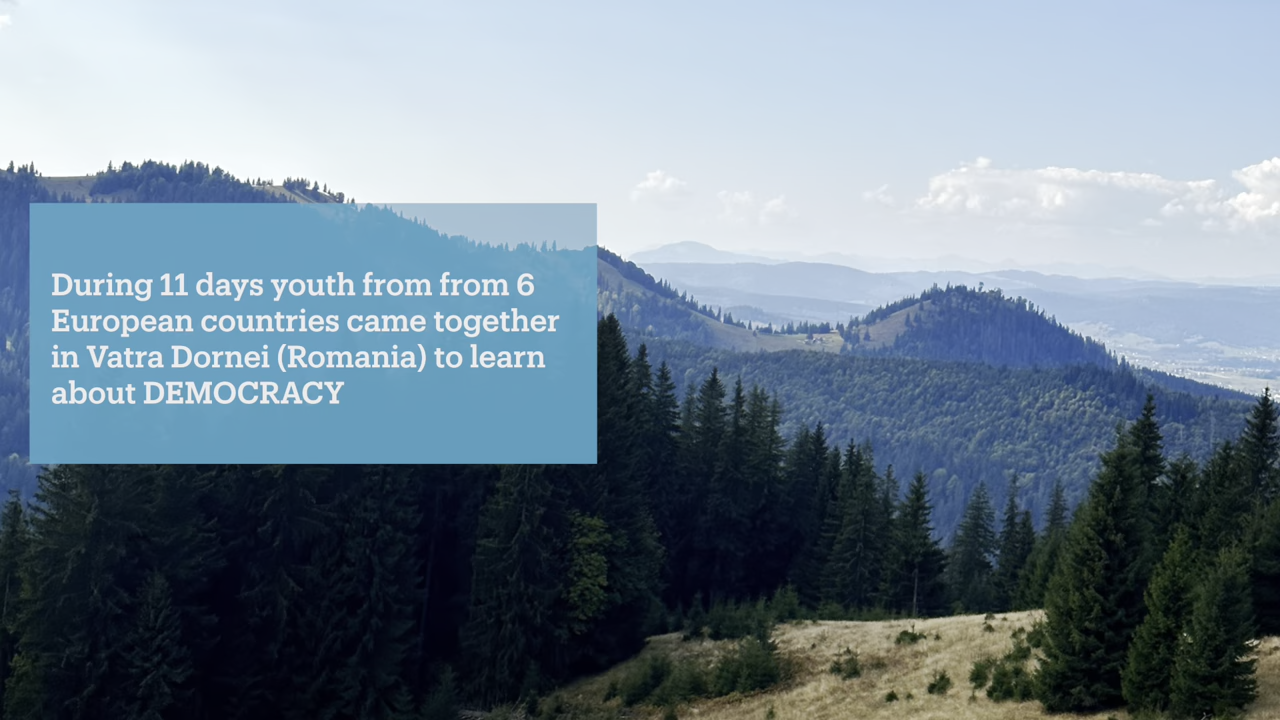 During 11 days youth from from 6
European countries came together
in Vatra Dornei (Romania) to learn
about DEMOCRACY